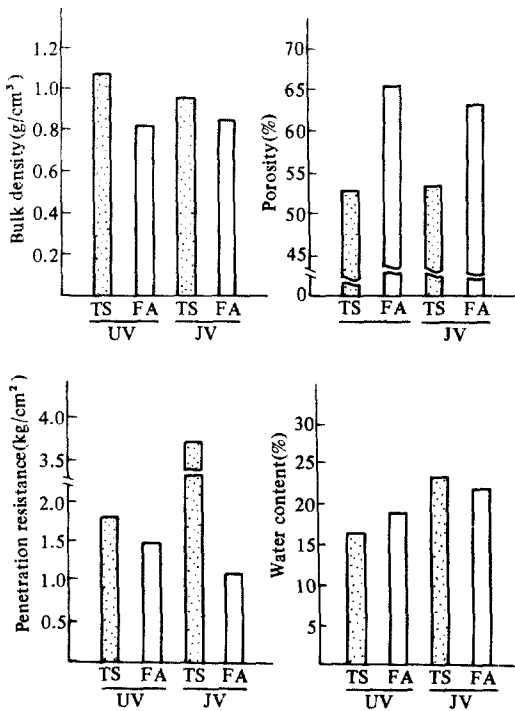 Bulk density(g/cm³)
1.2
1.0
0.8
0.6
0.4
0.2
TS FA TS FA
UV JV
Porosity(%)
70
65
60
55
50
45
0
TS FA TS FA
JV
Penetration resistance(kg/cm²)
4.0
3.5
2.0
1.5
1.0
0.5
TS FA TS FA
UV JV
Water content(%)
30
25
20
15
10
5
TS FA TS FA
UV JV